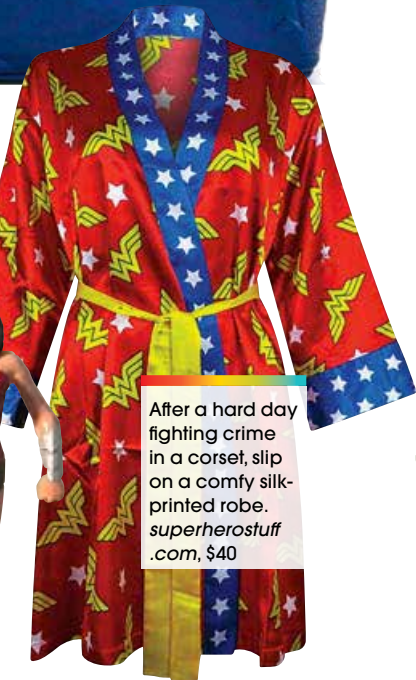 After a hard day
fighting crime
in a corset, slip
on a comfy silk-
printed robe.
superherostuff
.com, $40